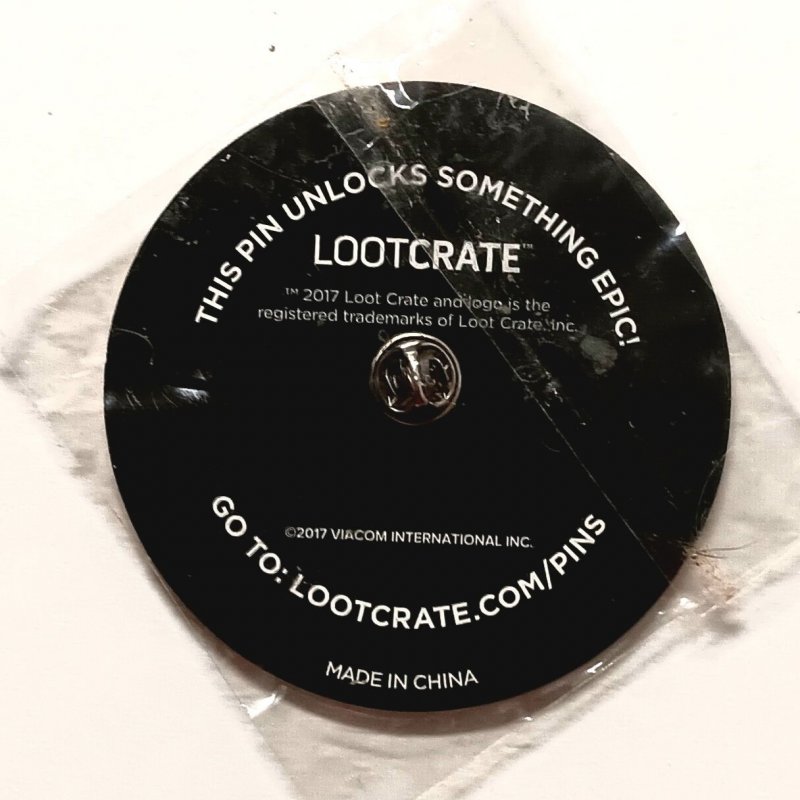 THIS PIN UNLOCKS SOMETHING EPIC!
LOOTCRATE™
™ 2017 Loot Crate and logo is the
registered trademarks of Loot Crate, Inc.
©2017 VIACOM INTERNATIONAL INC.
GO TO: LOOTCRATE.COM/PINS
MADE IN CHINA